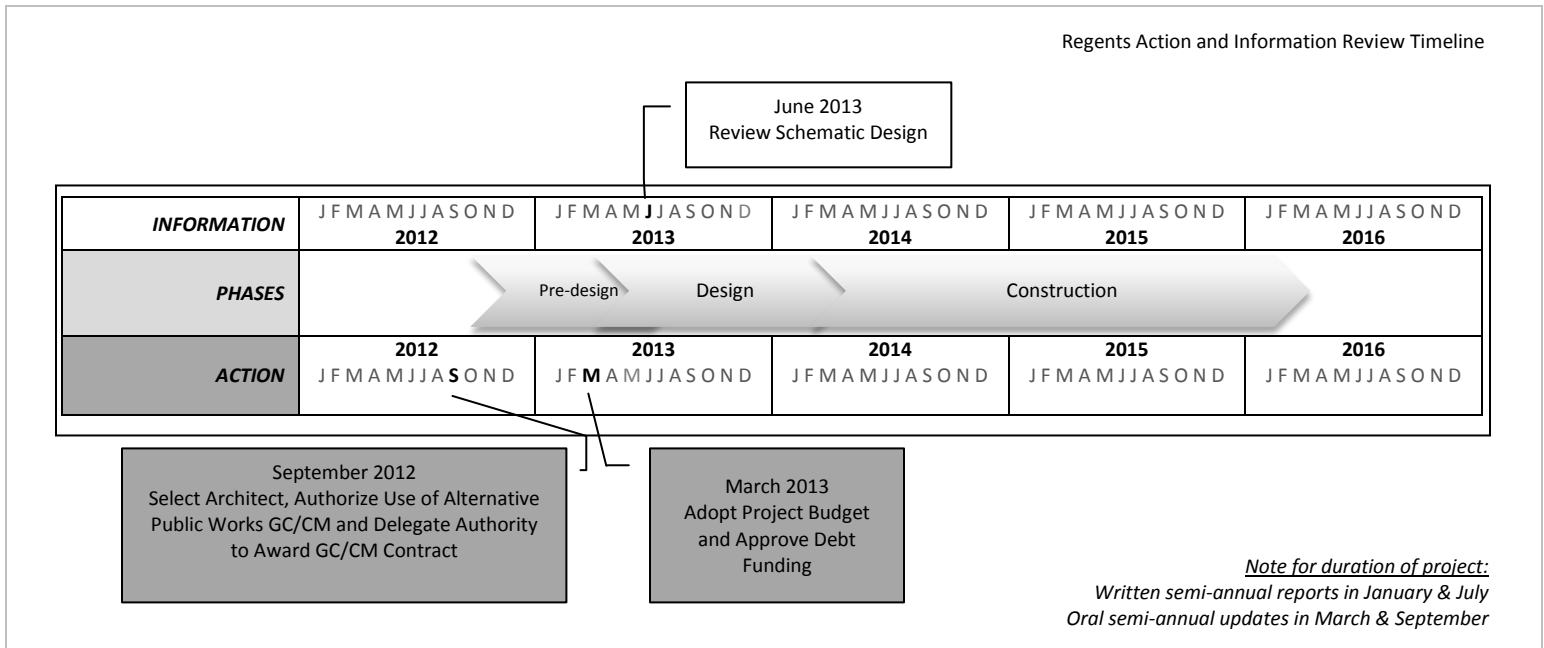 Regents Action and Information Review Timeline
June 2013
Review Schematic Design
INFORMATION
J F M A M J J A S O N D
2012
J F M A M J J A S O N D
2013
J F M A M J J A S O N D
2014
J F M A M J J A S O N D
2015
J F M A M J J A S O N D
2016
PHASES
Pre-design
Design
Construction
ACTION
2012
J F M A M J J A S O N D
2013
J F M A M J J A S O N D
2014
J F M A M J J A S O N D
2015
J F M A M J J A S O N D
2016
J F M A M J J A S O N D
September 2012
Select Architect, Authorize Use of Alternative
Public Works GC/CM and Delegate Authority
to Award GC/CM Contract
March 2013
Adopt Project Budget
and Approve Debt
Funding
Note for duration of project:
Written semi-annual reports in January & July
Oral semi-annual updates in March & September